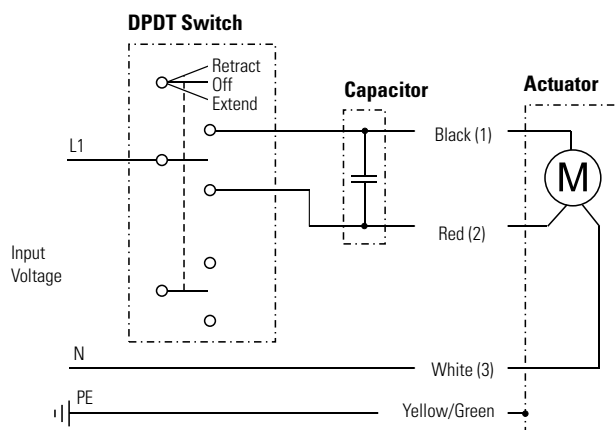 DPDT Switch
Retract
Off
Extend
Capacitor
Actuator
L1
Black (1)
M
Red (2)
Input
Voltage
N
White (3)
PE
Yellow/Green